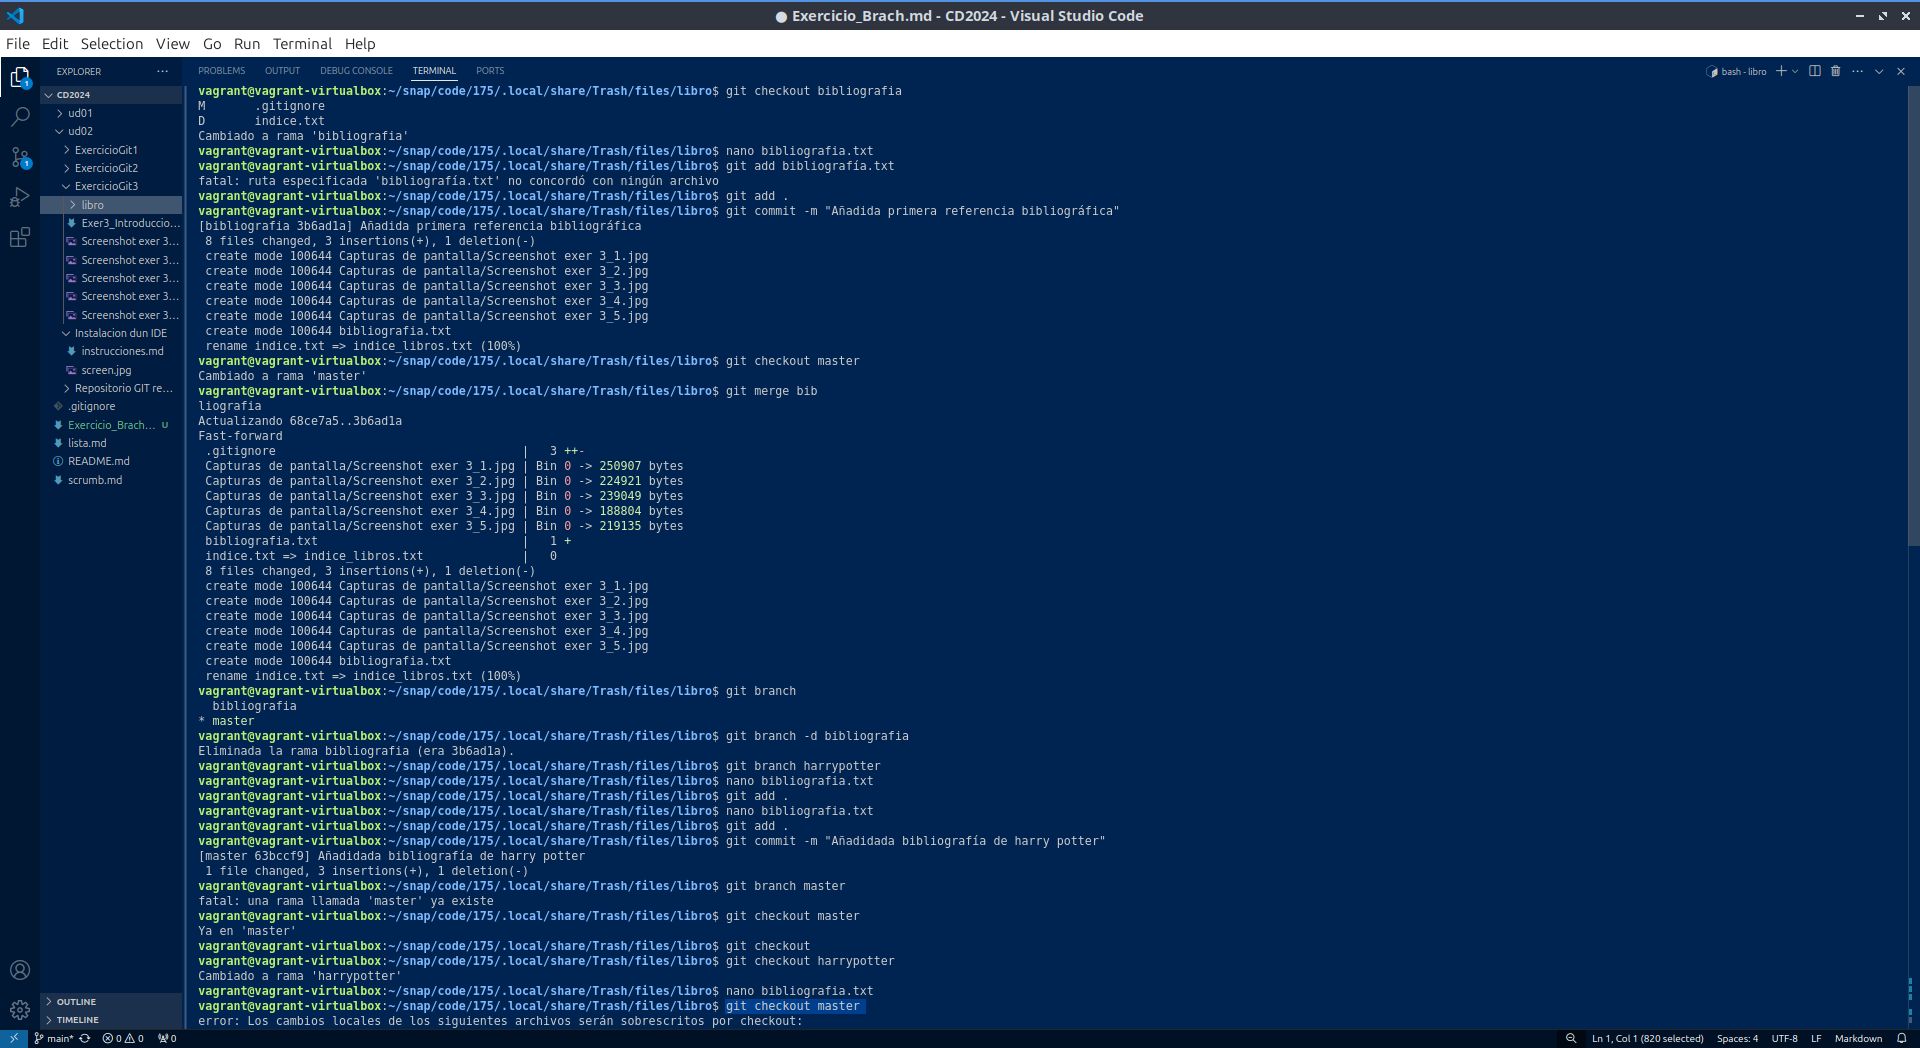 ● Exercicio_Brach.md - CD2024 - Visual Studio Code
File Edit Selection View Go Run Terminal Help
EXPLORER
CD2024
ud01
ud02
ExercicioGit1
ExercicioGit2
ExercicioGit3
libro
Exer3_Introduccio...
Screenshot exer 3...
Screenshot exer 3...
Screenshot exer 3...
Screenshot exer 3...
Screenshot exer 3...
Instalacion dun IDE
instrucciones.md
screen.jpg
Repositorio GIT re...
.gitignore
Exercicio_Brach... U
lista.md
README.md
scrumb.md
OUTLINE
TIMELINE
PROBLEMS OUTPUT DEBUG CONSOLE TERMINAL PORTS
bash - libro
vagrant@vagrant-virtualbox:~/snap/code/175/.local/share/Trash/files/libro$ git checkout bibliografia
M .gitignore
D indice.txt
Cambiado a rama 'bibliografia'
vagrant@vagrant-virtualbox:~/snap/code/175/.local/share/Trash/files/libro$ nano bibliografia.txt
vagrant@vagrant-virtualbox:~/snap/code/175/.local/share/Trash/files/libro$ git add bibliografía.txt
fatal: ruta especificada 'bibliografía.txt' no concordó con ningún archivo
vagrant@vagrant-virtualbox:~/snap/code/175/.local/share/Trash/files/libro$ git add .
vagrant@vagrant-virtualbox:~/snap/code/175/.local/share/Trash/files/libro$ git commit -m "Añadida primera referencia bibliográfica"
[bibliografia 3b6ad1a] Añadida primera referencia bibliográfica
8 files changed, 3 insertions(+), 1 deletion(-)
create mode 100644 Capturas de pantalla/Screenshot exer 3_1.jpg
create mode 100644 Capturas de pantalla/Screenshot exer 3_2.jpg
create mode 100644 Capturas de pantalla/Screenshot exer 3_3.jpg
create mode 100644 Capturas de pantalla/Screenshot exer 3_4.jpg
create mode 100644 Capturas de pantalla/Screenshot exer 3_5.jpg
create mode 100644 bibliografia.txt
rename indice.txt => indice_libros.txt (100%)
vagrant@vagrant-virtualbox:~/snap/code/175/.local/share/Trash/files/libro$ git checkout master
Cambiado a rama 'master'
vagrant@vagrant-virtualbox:~/snap/code/175/.local/share/Trash/files/libro$ git merge bib
liografia
Actualizando 68ce7a5..3b6ad1a
Fast-forward
.gitignore | 3 ++-
Capturas de pantalla/Screenshot exer 3_1.jpg | Bin 0 -> 250907 bytes
Capturas de pantalla/Screenshot exer 3_2.jpg | Bin 0 -> 224921 bytes
Capturas de pantalla/Screenshot exer 3_3.jpg | Bin 0 -> 239049 bytes
Capturas de pantalla/Screenshot exer 3_4.jpg | Bin 0 -> 188804 bytes
Capturas de pantalla/Screenshot exer 3_5.jpg | Bin 0 -> 219135 bytes
bibliografia.txt | 1 +
indice.txt => indice_libros.txt | 0
8 files changed, 3 insertions(+), 1 deletion(-)
create mode 100644 Capturas de pantalla/Screenshot exer 3_1.jpg
create mode 100644 Capturas de pantalla/Screenshot exer 3_2.jpg
create mode 100644 Capturas de pantalla/Screenshot exer 3_3.jpg
create mode 100644 Capturas de pantalla/Screenshot exer 3_4.jpg
create mode 100644 Capturas de pantalla/Screenshot exer 3_5.jpg
create mode 100644 bibliografia.txt
rename indice.txt => indice_libros.txt (100%)
vagrant@vagrant-virtualbox:~/snap/code/175/.local/share/Trash/files/libro$ git branch
bibliografia
* master
vagrant@vagrant-virtualbox:~/snap/code/175/.local/share/Trash/files/libro$ git branch -d bibliografia
Eliminada la rama bibliografia (era 3b6ad1a).
vagrant@vagrant-virtualbox:~/snap/code/175/.local/share/Trash/files/libro$ git branch harrypotter
vagrant@vagrant-virtualbox:~/snap/code/175/.local/share/Trash/files/libro$ nano bibliografia.txt
vagrant@vagrant-virtualbox:~/snap/code/175/.local/share/Trash/files/libro$ git add .
vagrant@vagrant-virtualbox:~/snap/code/175/.local/share/Trash/files/libro$ nano bibliografia.txt
vagrant@vagrant-virtualbox:~/snap/code/175/.local/share/Trash/files/libro$ git add .
vagrant@vagrant-virtualbox:~/snap/code/175/.local/share/Trash/files/libro$ git commit -m "Añadidada bibliografía de harry potter"
[master 63bccf9] Añadidada bibliografía de harry potter
1 file changed, 3 insertions(+), 1 deletion(-)
vagrant@vagrant-virtualbox:~/snap/code/175/.local/share/Trash/files/libro$ git branch master
fatal: una rama llamada 'master' ya existe
vagrant@vagrant-virtualbox:~/snap/code/175/.local/share/Trash/files/libro$ git checkout master
Ya en 'master'
vagrant@vagrant-virtualbox:~/snap/code/175/.local/share/Trash/files/libro$ git checkout
vagrant@vagrant-virtualbox:~/snap/code/175/.local/share/Trash/files/libro$ git checkout harrypotter
Cambiado a rama 'harrypotter'
vagrant@vagrant-virtualbox:~/snap/code/175/.local/share/Trash/files/libro$ nano bibliografia.txt
vagrant@vagrant-virtualbox:~/snap/code/175/.local/share/Trash/files/libro$ git checkout master
error: Los cambios locales de los siguientes archivos serán sobrescritos por checkout:
main* 0 0 0 Ln 1, Col 1 (820 selected) Spaces: 4 UTF-8 LF Markdown